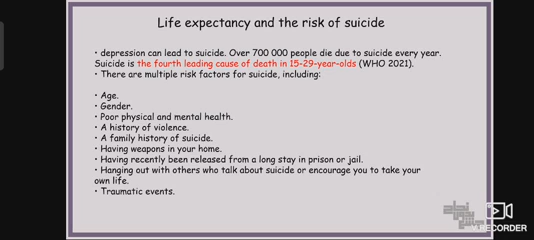 Life expectancy and the risk of suicide
• depression can lead to suicide. Over 700 000 people die due to suicide every year.
Suicide is the fourth leading cause of death in 15-29-year-olds (WHO 2021).
• There are multiple risk factors for suicide, including:
• Age.
• Gender.
• Poor physical and mental health.
• A history of violence.
• A family history of suicide.
• Having weapons in your home.
• Having recently been released from a long stay in prison or jail.
• Hanging out with others who talk about suicide or encourage you to take your
own life.
• Traumatic events.
RECORDER